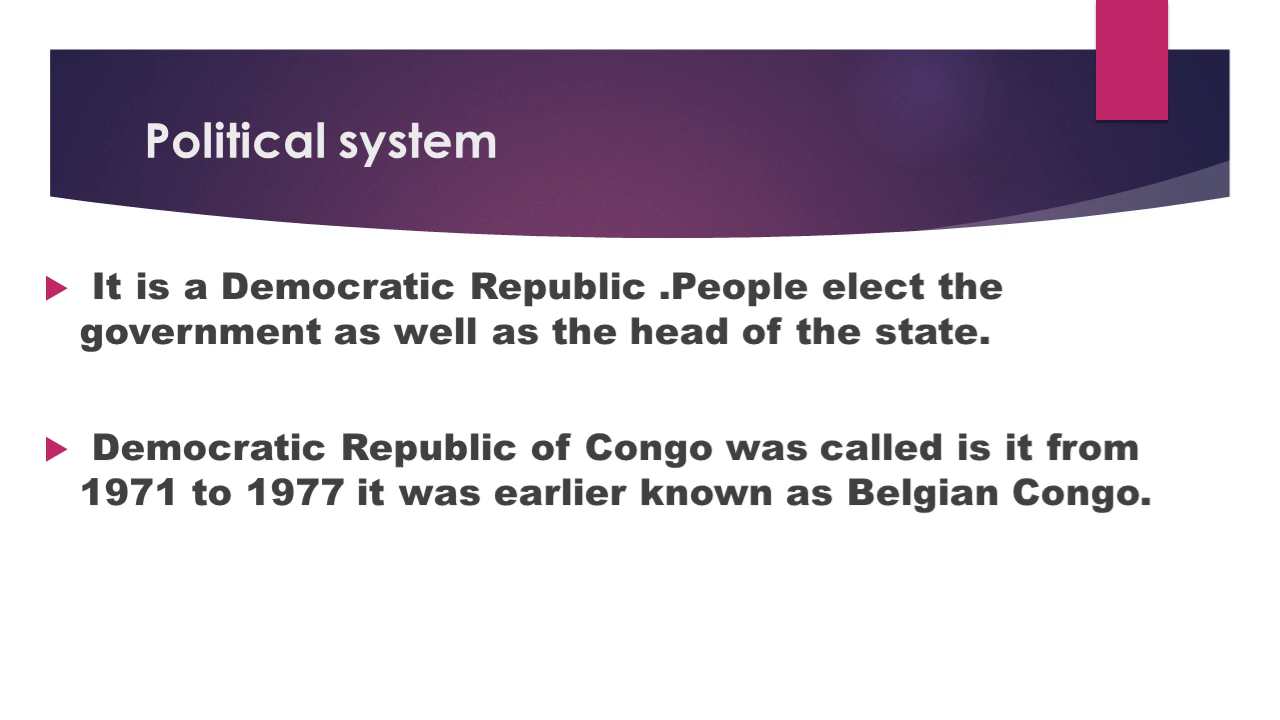 Political system
It is a Democratic Republic .People elect the
government as well as the head of the state.
Democratic Republic of Congo was called is it from
1971 to 1977 it was earlier known as Belgian Congo.